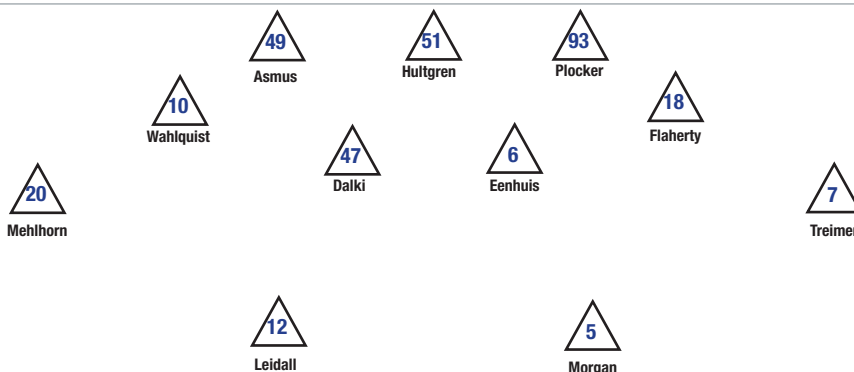 49
Asmus
51
Hultgren
93
Plocker
10
Wahlquist
18
Flaherty
47
Dalki
6
Eenhuis
20
Mehlhorn
7
Treimer
12
Leidall
5
Morgan